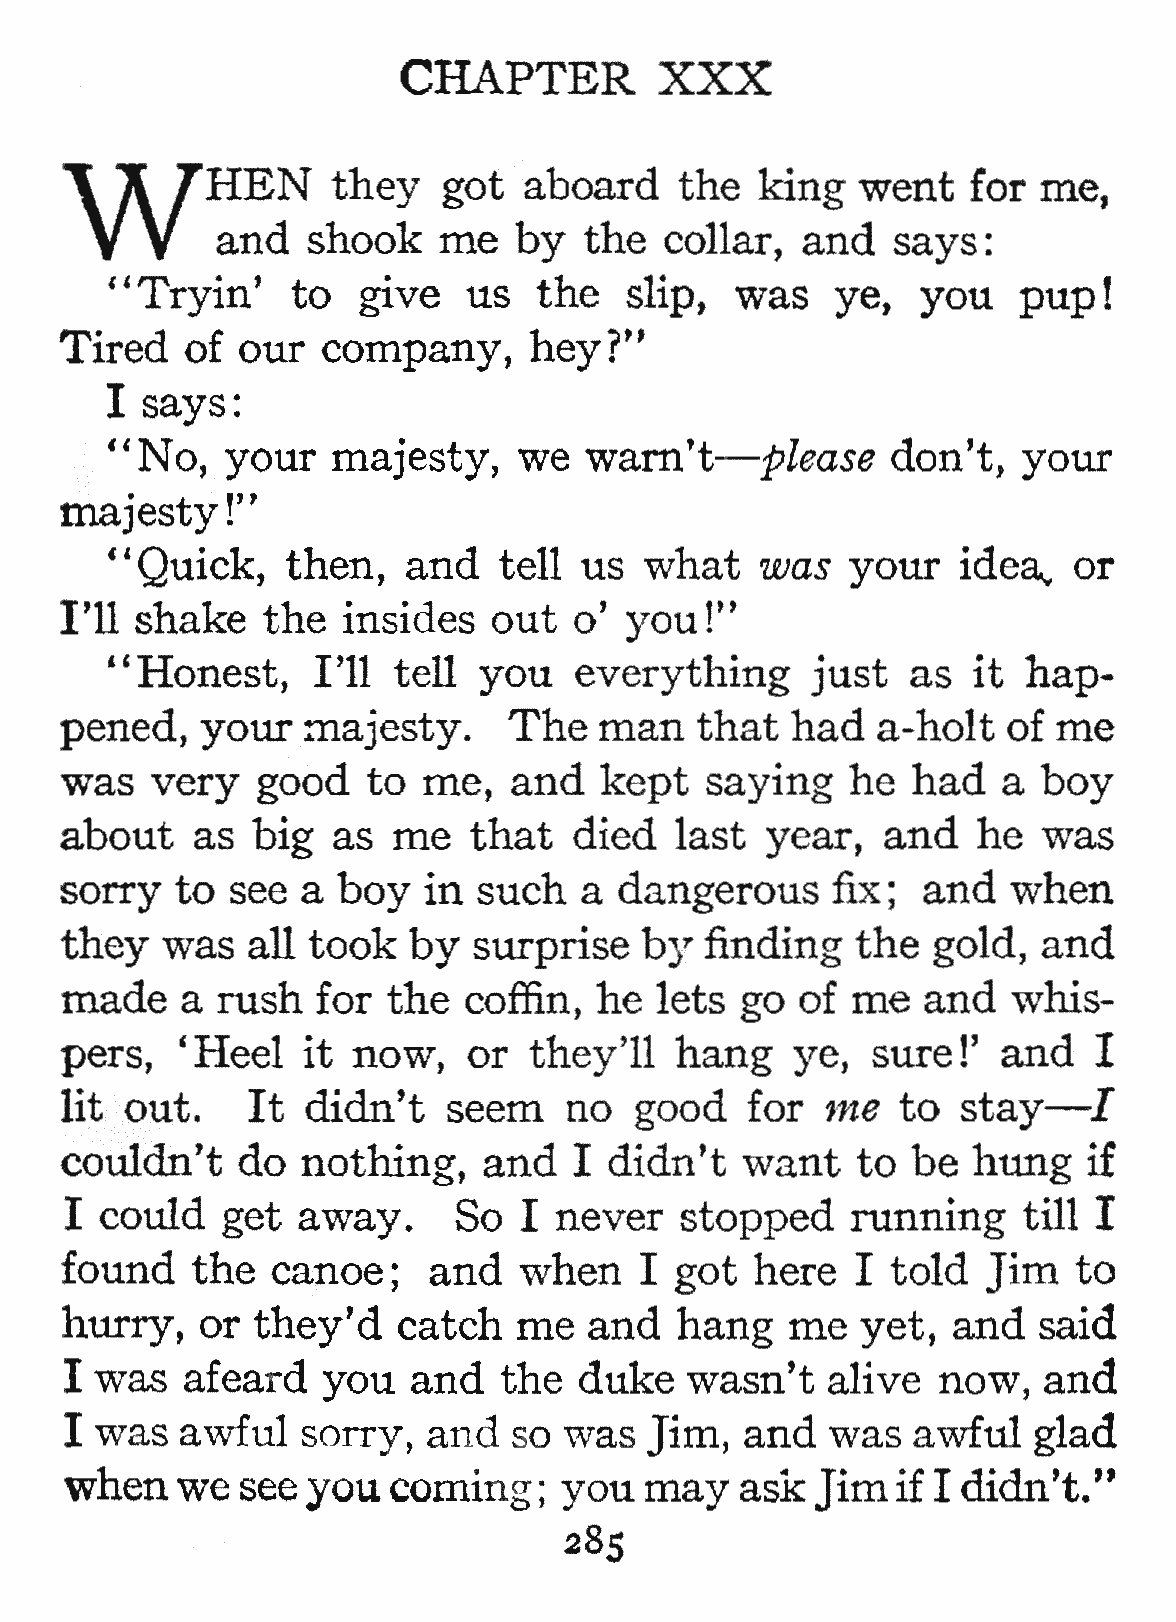 CHAPTER XXX
WHEN they got aboard the king went for me,
and shook me by the collar, and says:
"Tryin' to give us the slip, was ye, you pup!
Tired of our company, hey?"
I says:
"No, your majesty, we warn't—please don't, your
majesty!"
"Quick, then, and tell us what was your idea, or
I'll shake the insides out o' you!"
"Honest, I'll tell you everything just as it hap-
pened, your majesty. The man that had a-holt of me
was very good to me, and kept saying he had a boy
about as big as me that died last year, and he was
sorry to see a boy in such a dangerous fix; and when
they was all took by surprise by finding the gold, and
made a rush for the coffin, he lets go of me and whis-
pers, 'Heel it now, or they'll hang ye, sure!' and I
lit out. It didn't seem no good for me to stay—I
couldn't do nothing, and I didn't want to be hung if
I could get away. So I never stopped running till I
found the canoe; and when I got here I told Jim to
hurry, or they'd catch me and hang me yet, and said
I was afeard you and the duke wasn't alive now, and
I was awful sorry, and so was Jim, and was awful glad
when we see you coming; you may ask Jim if I didn't."
285